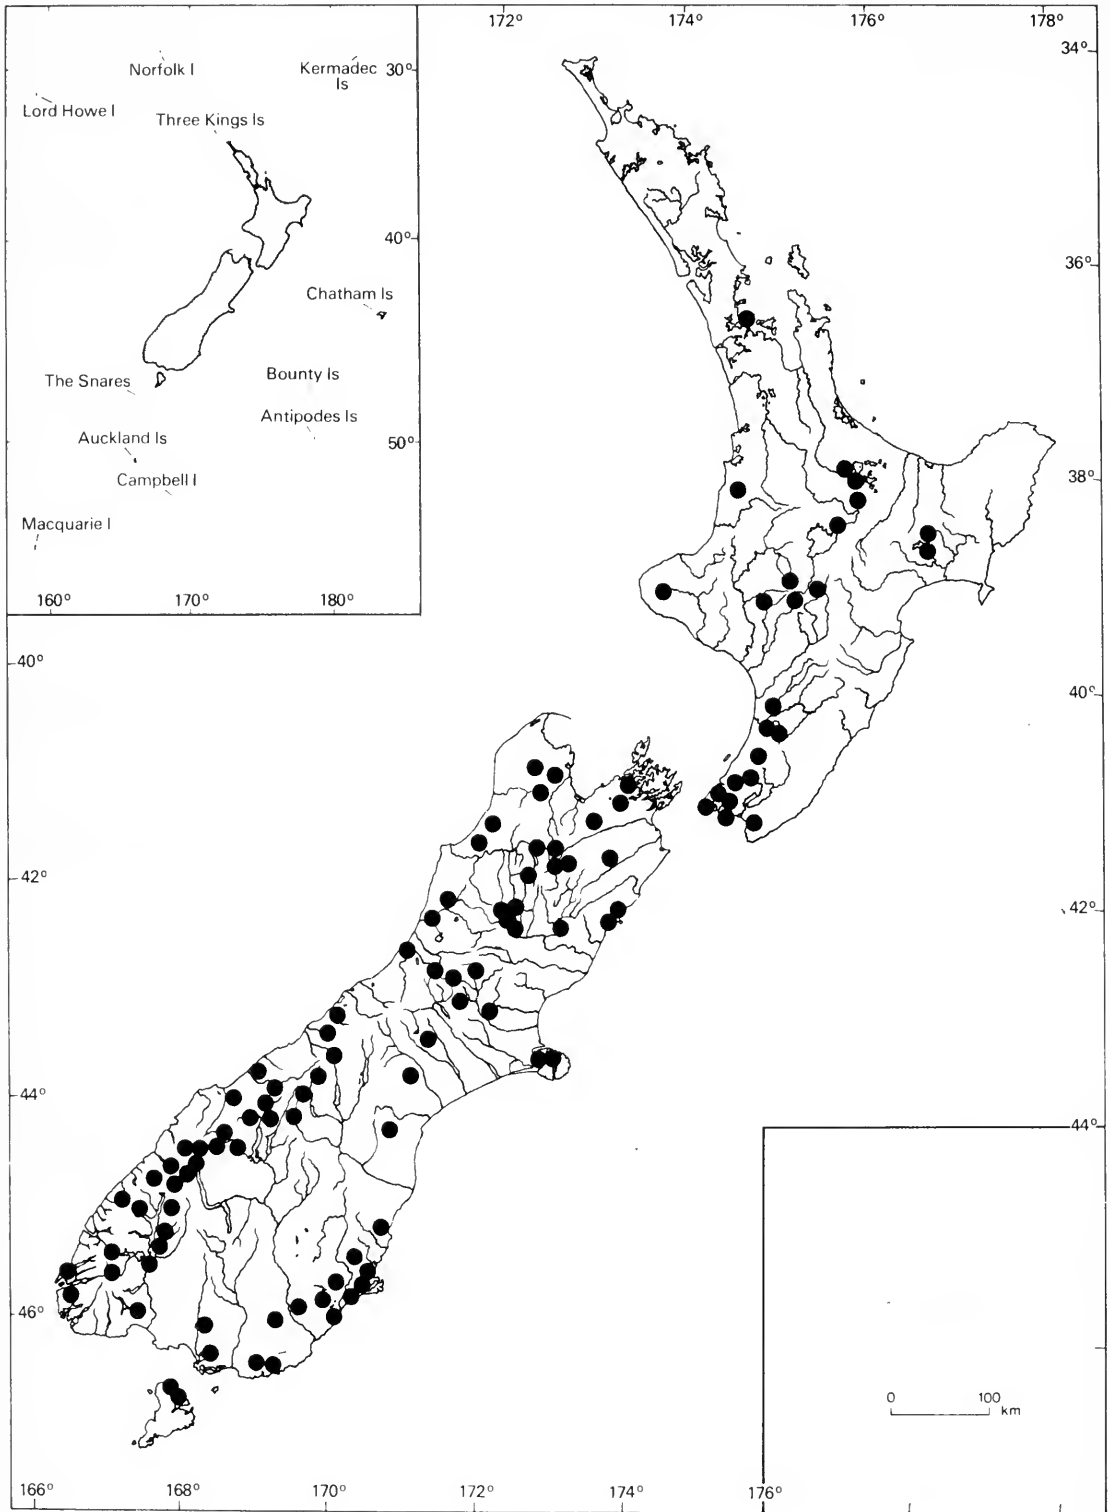 172° 174° 176° 178°
34°
Norfolk I
Kermadec
Is
30°
Lord Howe I
Three Kings Is
36°
40°
Chatham Is
The Snares
Bounty Is
Antipodes Is
Auckland Is
50°
Campbell I
38°
Macquarie I
160° 170° 180°
40°
40°
42°
42°
44°
44°
46°
0 100
km
166° 168° 170° 172° 174° 176°